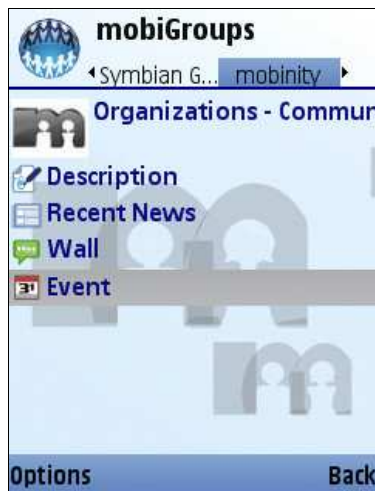 mobiGroups
Symbian G... mobinity
Organizations - Commun
Description
Recent News
Wall
Event
Options Back